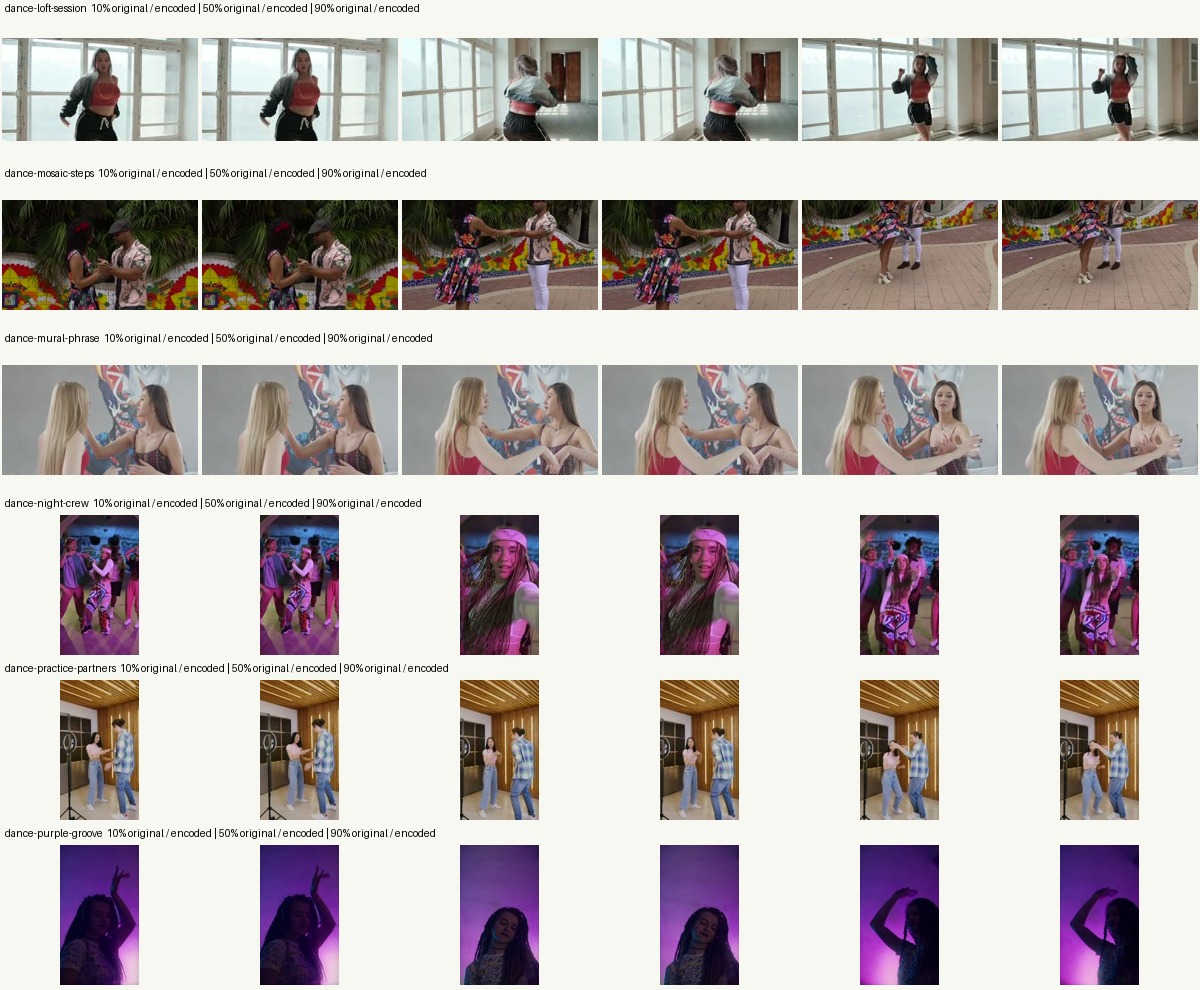 dance-loft-session 10% original / encoded | 50% original / encoded | 90% original / encoded
dance-mosaic-steps 10% original / encoded | 50% original / encoded | 90% original / encoded
dance-mural-phrase 10% original / encoded | 50% original / encoded | 90% original / encoded
dance-night-crew 10% original / encoded | 50% original / encoded | 90% original / encoded
dance-practice-partners 10% original / encoded | 50% original / encoded | 90% original / encoded
dance-purple-groove 10% original / encoded | 50% original / encoded | 90% original / encoded